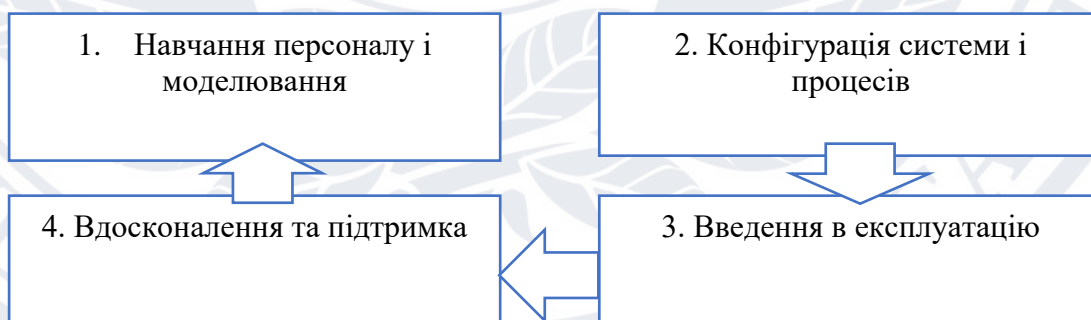 1. Навчання персоналу і
моделювання
2. Конфігурація системи і
процесів
4. Вдосконалення та підтримка
3. Введення в експлуатацію